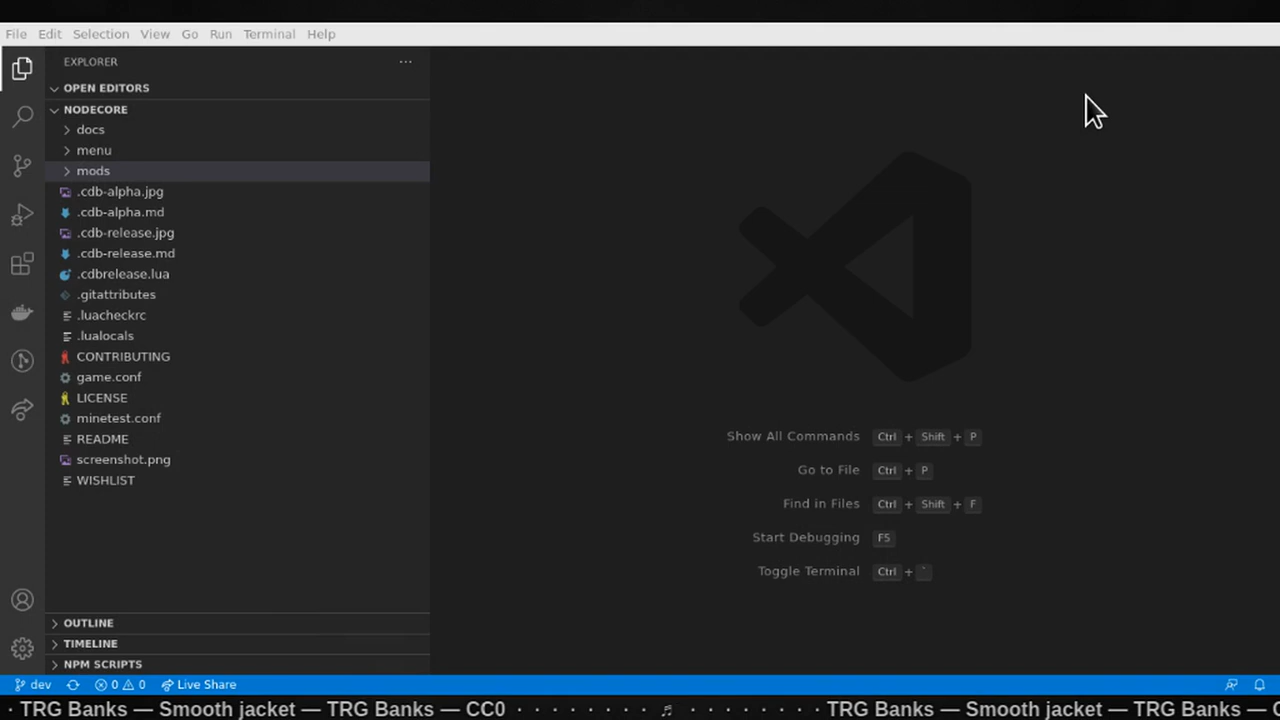 File Edit Selection View Go Run Terminal Help
EXPLORER
OPEN EDITORS
NODECORE
docs
menu
mods
.cdb-alpha.jpg
.cdb-alpha.md
.cdb-release.jpg
.cdb-release.md
.cdbrelease.lua
.gitattributes
.luacheckrc
.lualocals
CONTRIBUTING
game.conf
LICENSE
minetest.conf
README
screenshot.png
WISHLIST
OUTLINE
TIMELINE
NPM SCRIPTS
Show All Commands Ctrl + Shift + P
Go to File Ctrl + P
Find in Files Ctrl + Shift + F
Start Debugging F5
Toggle Terminal Ctrl + `
dev 0 0 Live Share
· TRG Banks — Smooth jacket — TRG Banks — CC0 · · · · · · · ♬ · · · · · · · · TRG Banks — Smooth jacket — TRG Banks — C